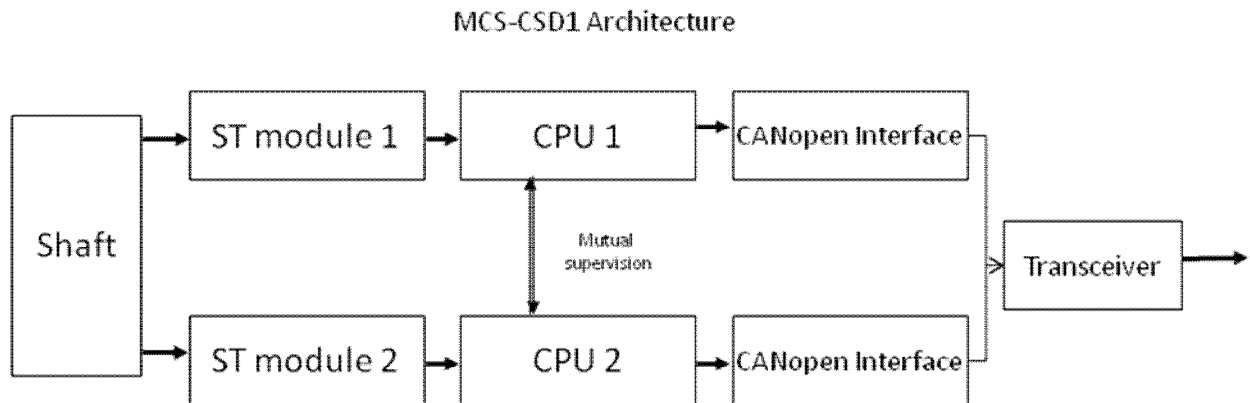 MCS-CSD1 Architecture
ST module 1
CPU 1
CANopen Interface
Shaft
Mutual
supervision
Transceiver
ST module 2
CPU 2
CANopen Interface